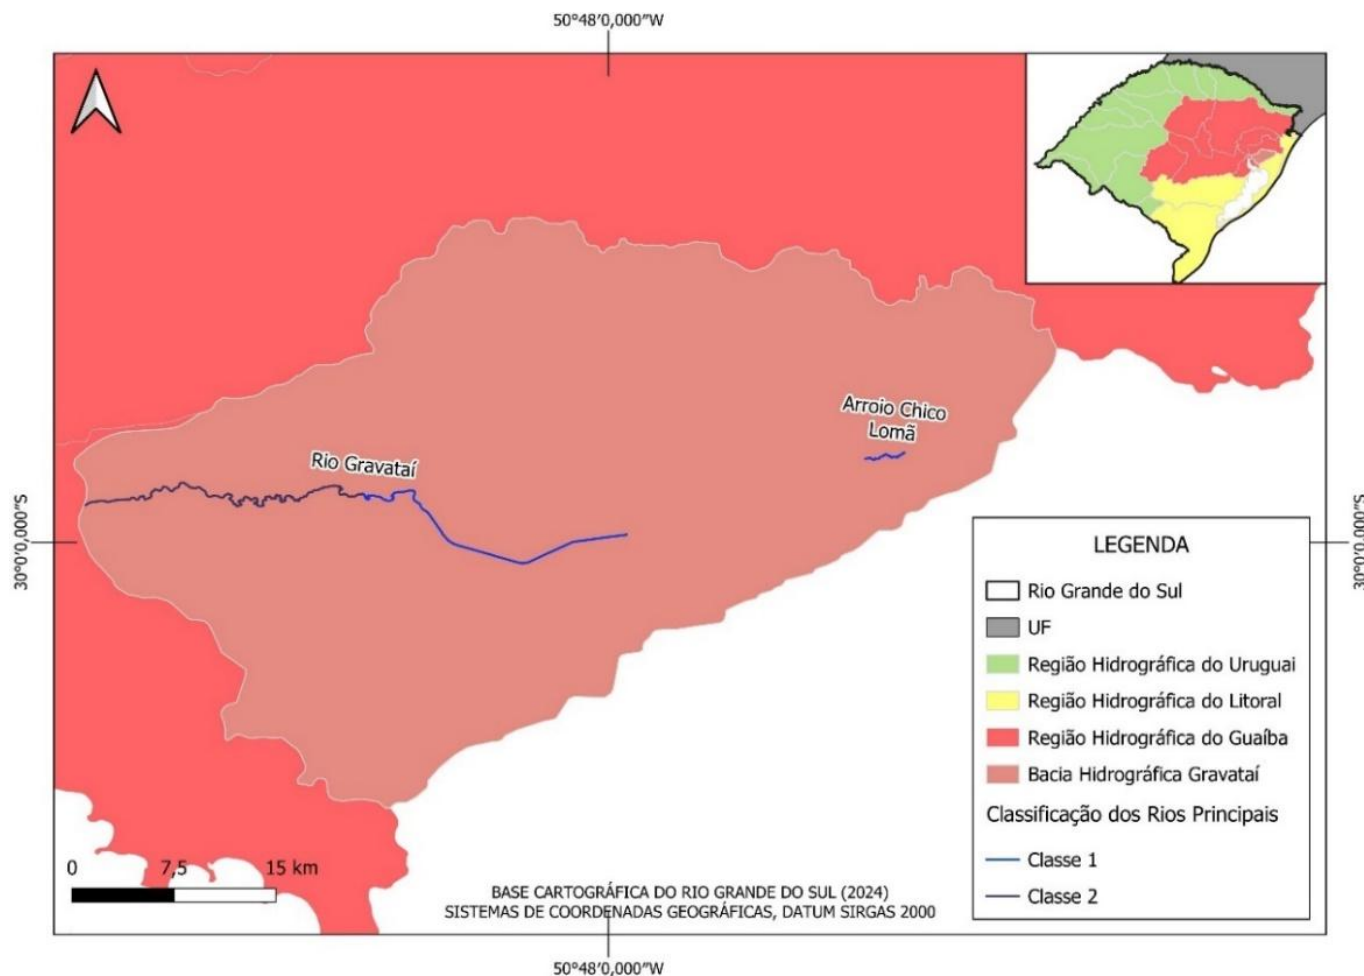 50°48'0,000"W
Arroio Chico
Lomã
Rio Gravataí
30°0'0,000"S
30°0'0,000"S
LEGENDA
Rio Grande do Sul
UF
Região Hidrográfica do Uruguai
Região Hidrográfica do Litoral
Região Hidrográfica do Guaíba
Bacia Hidrográfica Gravataí
Classificação dos Rios Principais
Classe 1
Classe 2
0 7,5 15 km
BASE CARTOGRÁFICA DO RIO GRANDE DO SUL (2024)
SISTEMAS DE COORDENADAS GEOGRÁFICAS, DATUM SIRGAS 2000
50°48'0,000"W